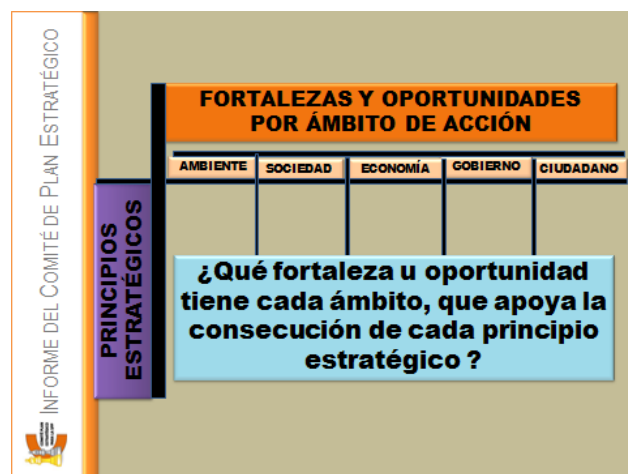 INFORME DEL COMITÉ DE PLAN ESTRATÉGICO
FORTALEZAS Y OPORTUNIDADES
POR ÁMBITO DE ACCIÓN
AMBIENTE SOCIEDAD ECONOMÍA GOBIERNO CIUDADANO
PRINCIPIOS
ESTRATÉGICOS
¿Qué fortaleza u oportunidad
tiene cada ámbito, que apoya la
consecución de cada principio
estratégico ?